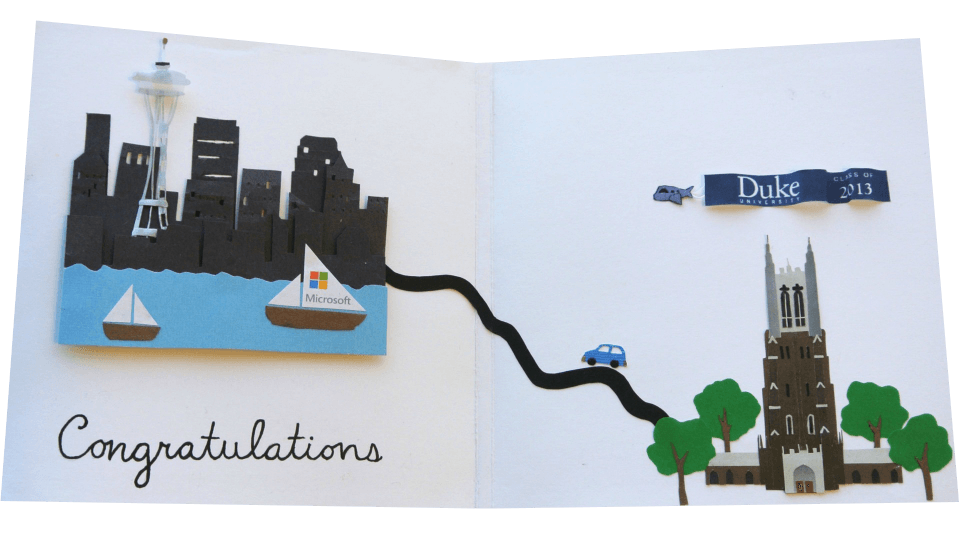 Microsoft
Congratulations
Duke
UNIVERSITY
CLASS OF
2013